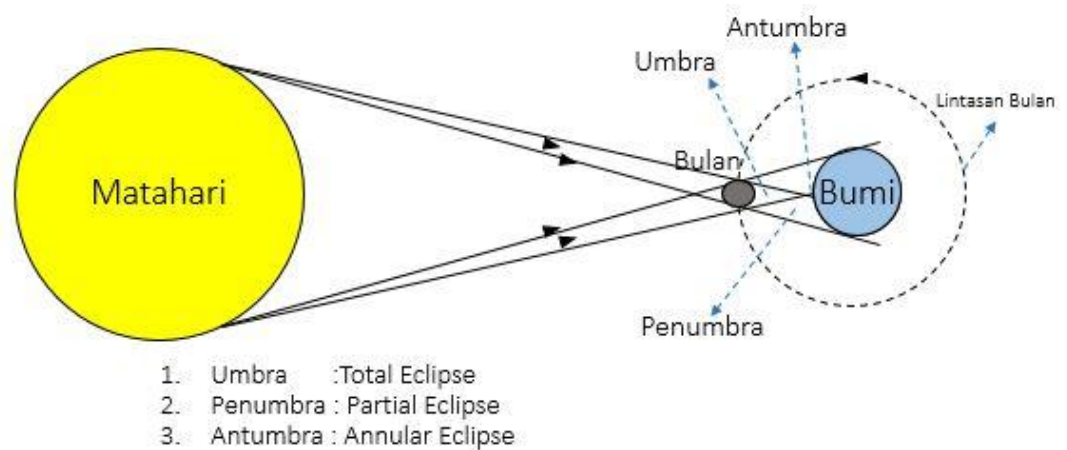 Antumbra
Umbra
Lintasan Bulan
Bulan
Matahari
Bumi
Penumbra
1. Umbra :Total Eclipse
2. Penumbra : Partial Eclipse
3. Antumbra : Annular Eclipse